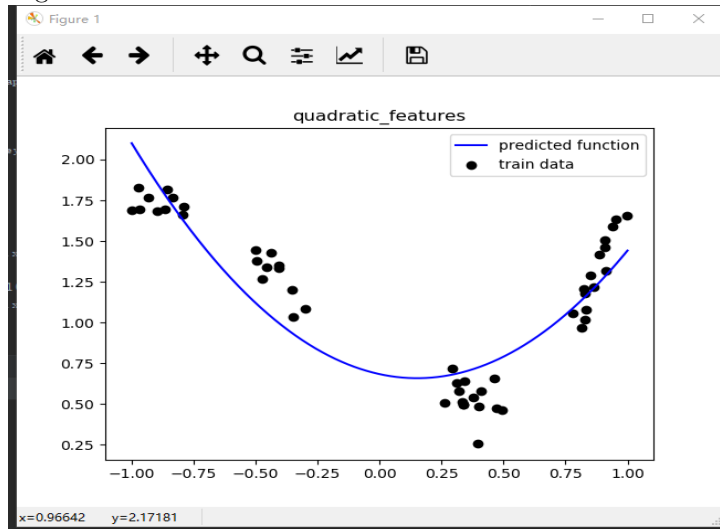 Figure 1
quadratic_features
predicted function
train data
2.00
1.75
1.50
1.25
1.00
0.75
0.50
0.25
−1.00 −0.75 −0.50 −0.25 0.00 0.25 0.50 0.75 1.00
x=0.96642 y=2.17181